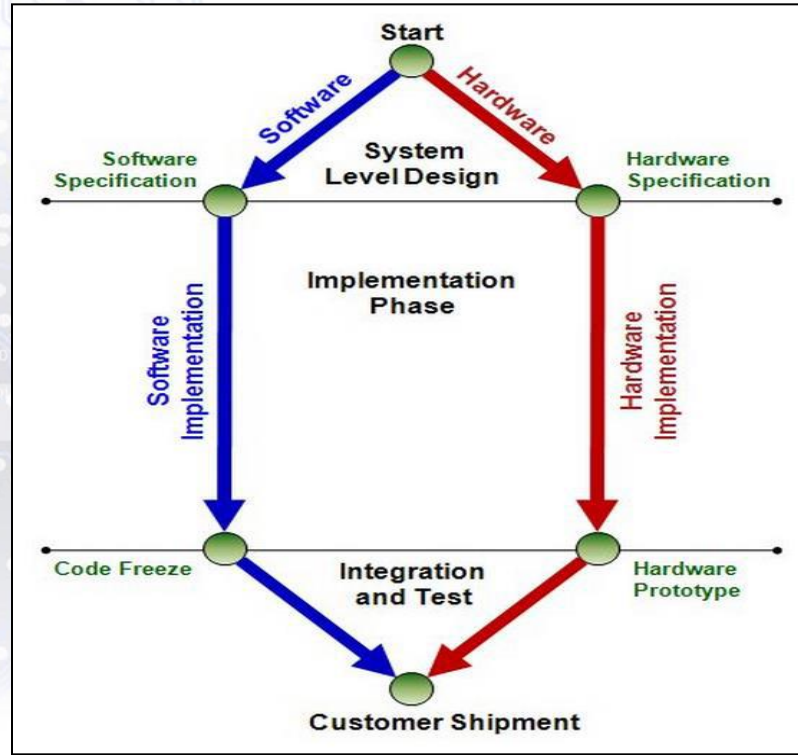 Start
Software
Hardware
System
Level Design
Software
Specification
Hardware
Specification
Implementation
Phase
Software
Implementation
Hardware
Implementation
Code Freeze
Integration
and Test
Hardware
Prototype
Customer Shipment